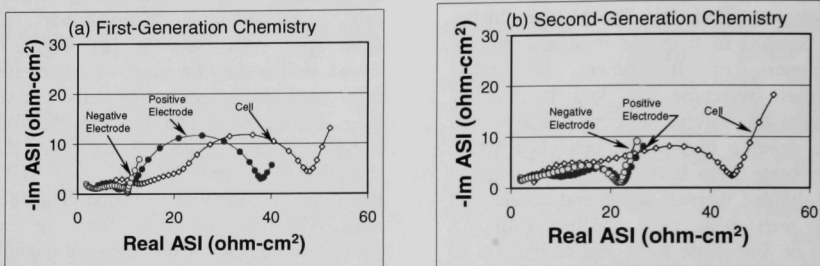 (a) First-Generation Chemistry
30
20
10
0
-Im ASI (ohm-cm²)
Negative
Electrode
Positive
Electrode
Cell
0
20
40
60
Real ASI (ohm-cm²)
(b) Second-Generation Chemistry
30
20
10
0
-Im ASI (ohm-cm²)
Negative
Electrode
Positive
Electrode
Cell
0
20
40
60
Real ASI (ohm-cm²)